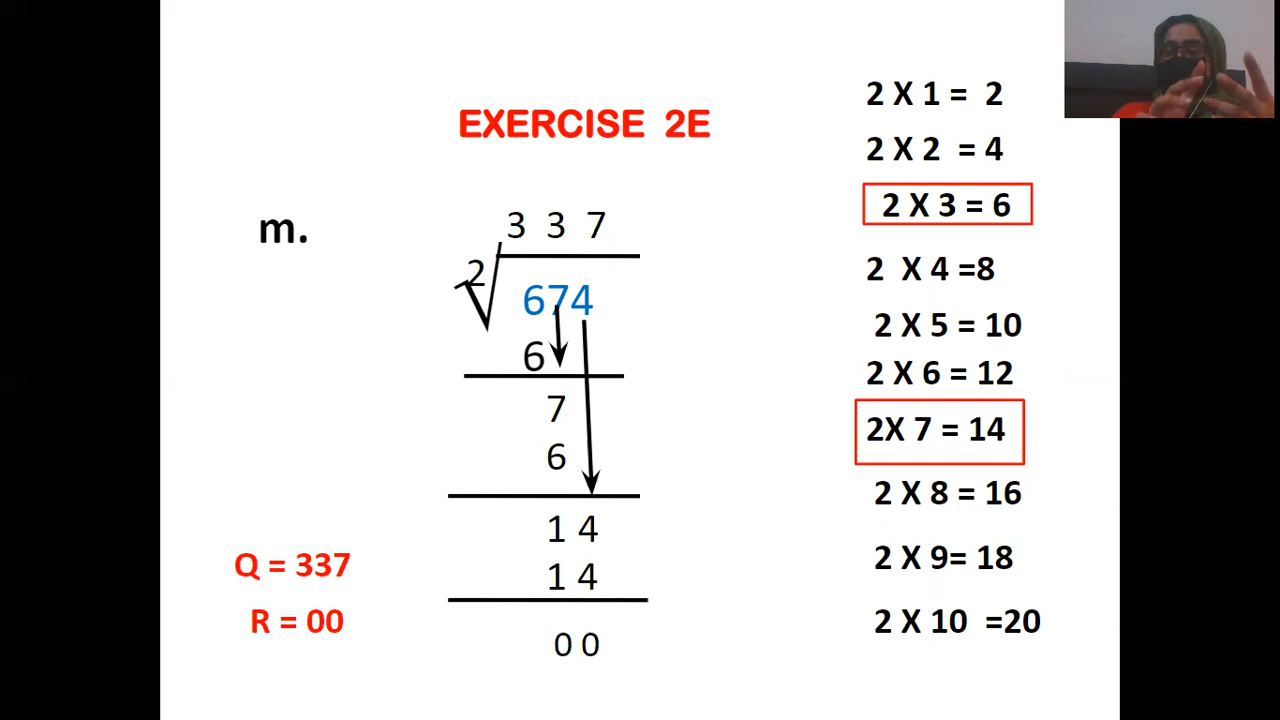 EXERCISE 2E
m.
3 3 7
2
674
6
7
6
1 4
1 4
0 0
Q = 337
R = 00
2 X 1 = 2
2 X 2 = 4
2 X 3 = 6
2 X 4 =8
2 X 5 = 10
2 X 6 = 12
2X 7 = 14
2 X 8 = 16
2 X 9= 18
2 X 10 =20